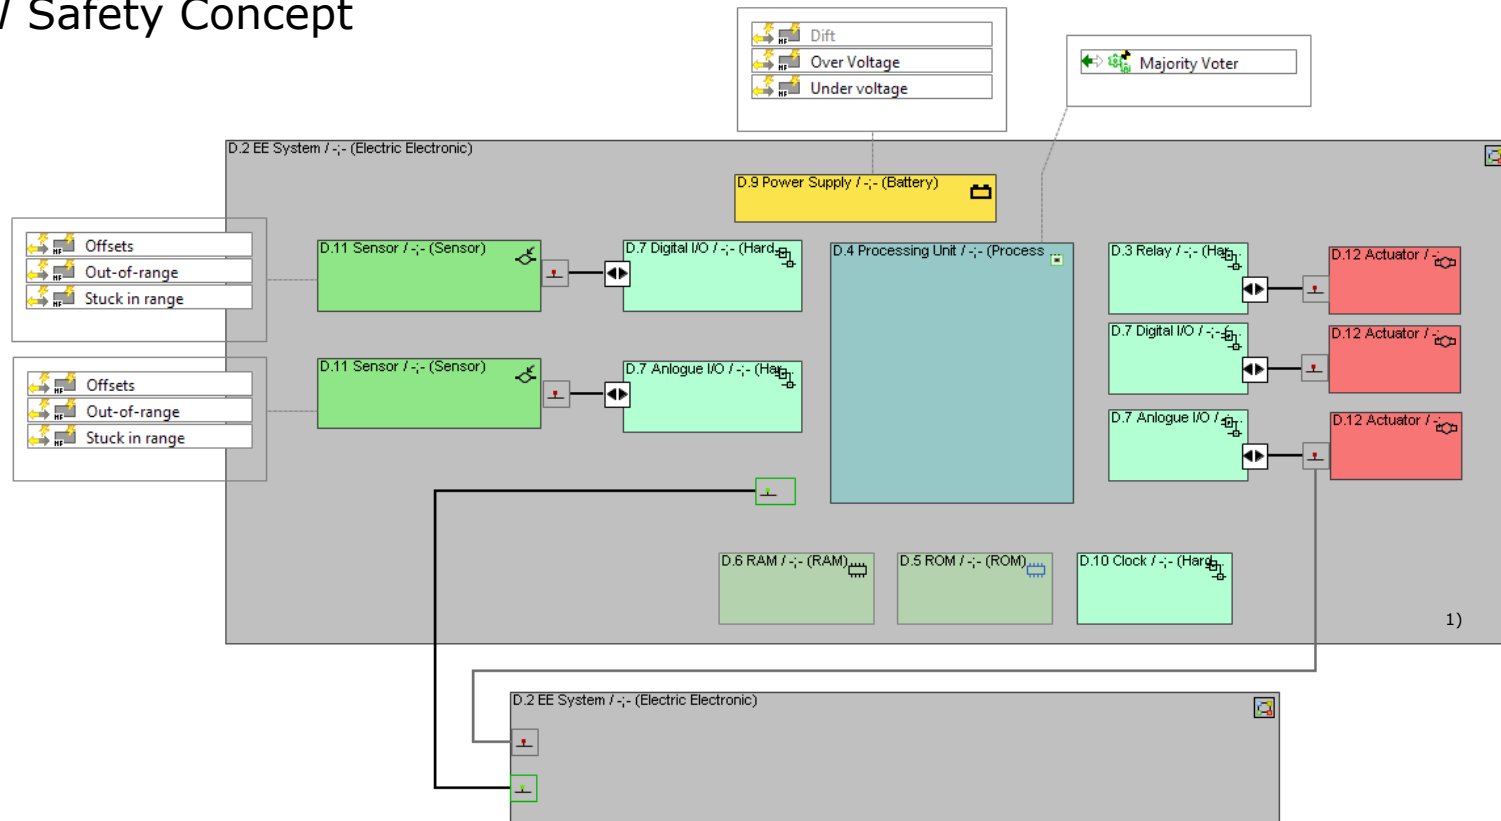 Safety Concept
Dift
Over Voltage
Under voltage
Majority Voter
D.2 EE System / -;- (Electric Electronic)
D.9 Power Supply / -;- (Battery)
Offsets
Out-of-range
Stuck in range
D.11 Sensor / -;- (Sensor)
D.7 Digital I/O / -;- (Hard...
D.4 Processing Unit / -;- (Process
D.3 Relay / -;- (Har...
D.12 Actuator / -;
D.7 Digital I/O / -;- (...
D.12 Actuator / -;
Offsets
Out-of-range
Stuck in range
D.11 Sensor / -;- (Sensor)
D.7 Anlogue I/O / -;- (Har...
D.7 Anlogue I/O / -;...
D.12 Actuator / -;
D.6 RAM / -;- (RAM)
D.5 ROM / -;- (ROM)
D.10 Clock / -;- (Hard...
1)
D.2 EE System / -;- (Electric Electronic)